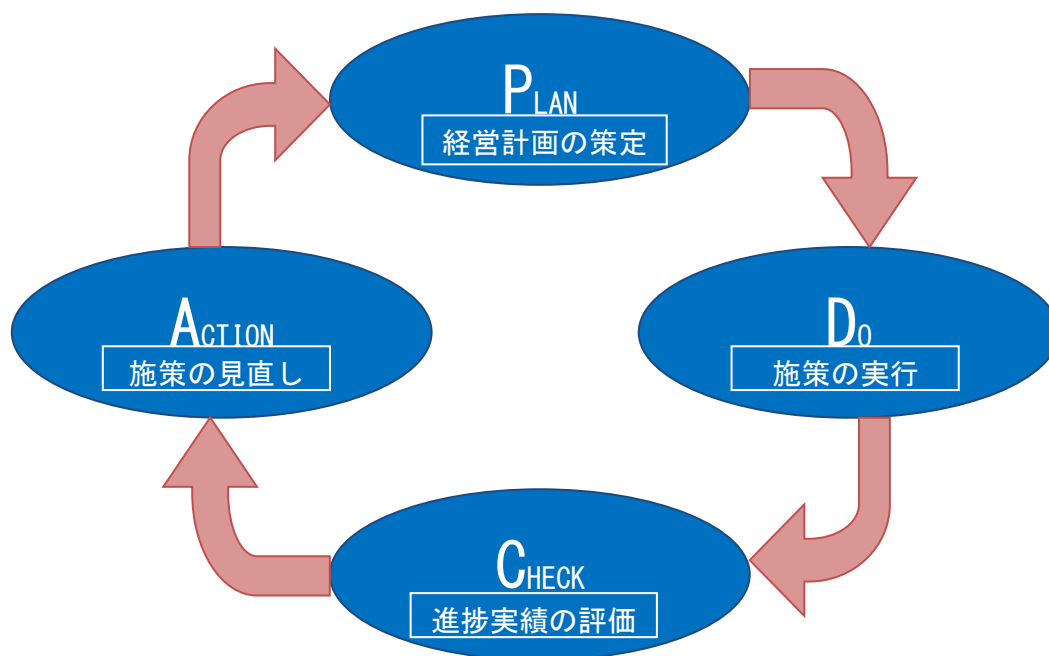 PLAN
経営計画の策定
DO
施策の実行
CHECK
進捗実績の評価
ACTION
施策の見直し